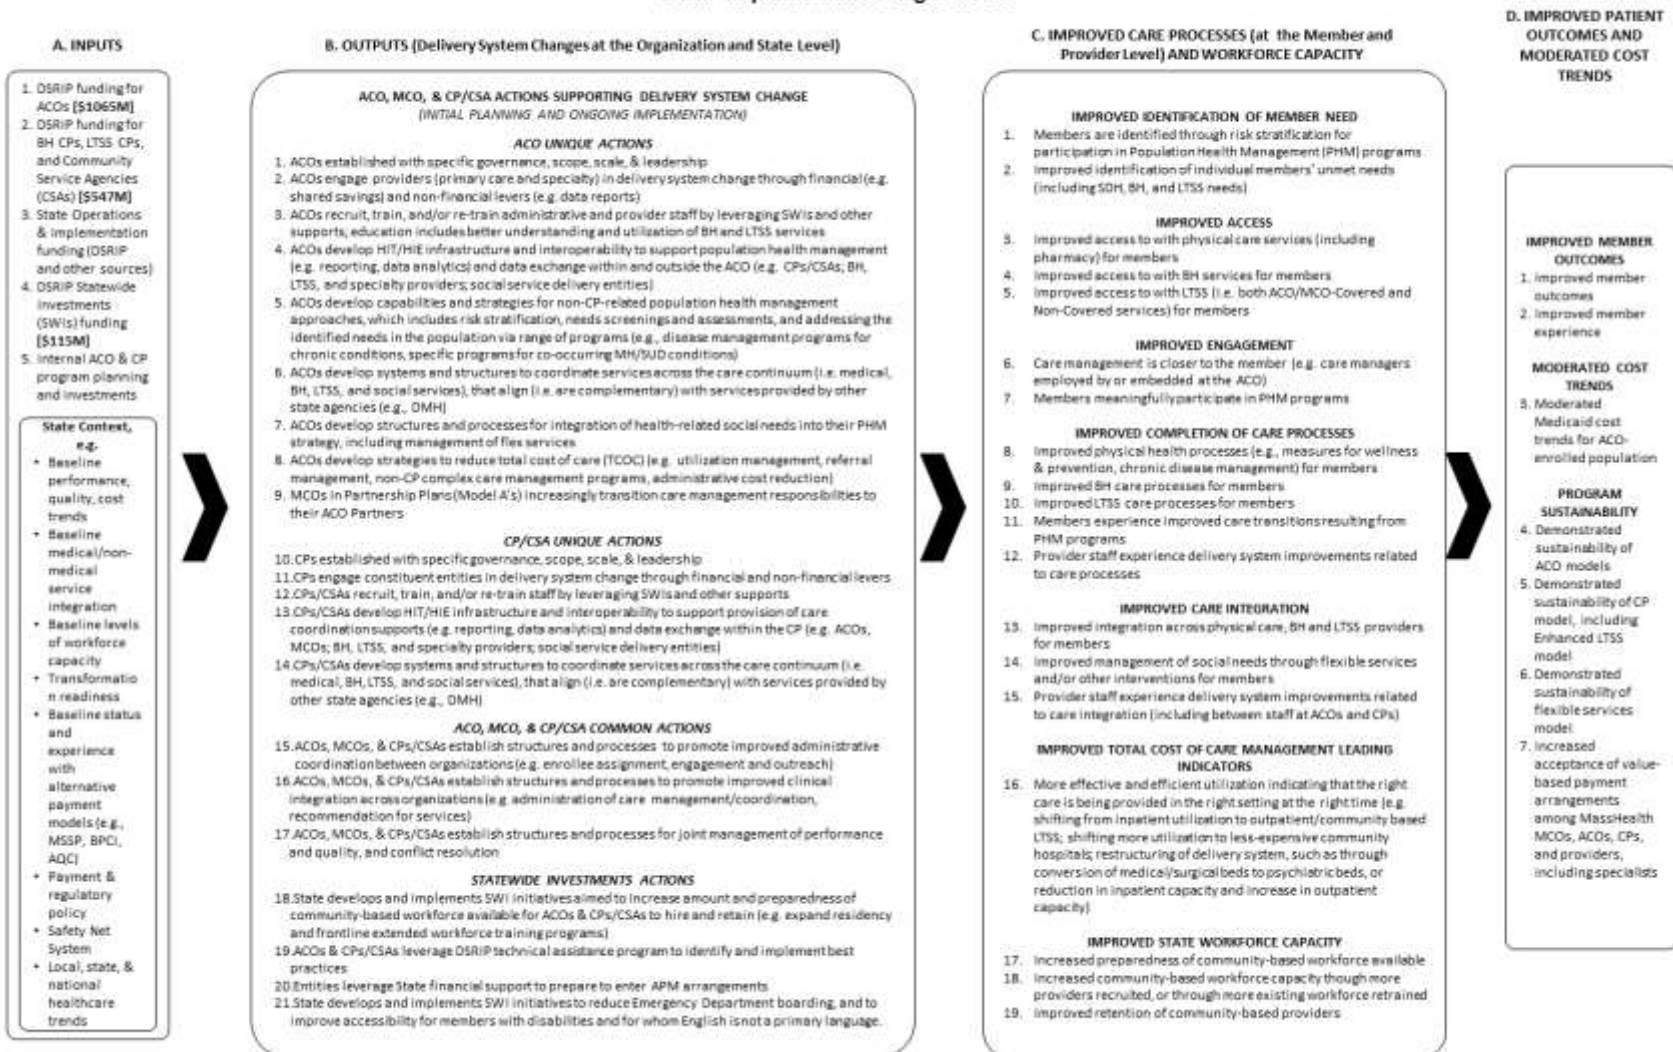 A. INPUTS
1. DSRIP funding for
ACOs [$1065M]
2. DSRIP funding for
BH CPs, LTSS CPs,
and Community
Service Agencies
(CSAs) [$547M]
3. State Operations
& Implementation
funding (DSRIP
and other sources)
4. DSRIP Statewide
Investments
(SWIs) funding
[$115M]
5. Internal ACO & CP
program planning
and investments
State Context,
e.g.
• Baseline
performance,
quality, cost
trends
• Baseline
medical/non-
medical
service
integration
• Baseline levels
of workforce
capacity
• Transformatio
n readiness
• Baseline status
and
experience
with
alternative
payment
models (e.g.,
MSSP, BPCI,
AQC)
• Payment &
regulatory
policy
• Safety Net
System
• Local, state, &
national
healthcare
trends
B. OUTPUTS (Delivery System Changes at the Organization and State Level)
ACO, MCO, & CP/CSA ACTIONS SUPPORTING DELIVERY SYSTEM CHANGE
(INITIAL PLANNING AND ONGOING IMPLEMENTATION)
ACO UNIQUE ACTIONS
1. ACOs established with specific governance, scope, scale, & leadership
2. ACOs engage providers (primary care and specialty) in delivery system change through financial (e.g.
shared savings) and non-financial levers (e.g. data reports)
3. ACOs recruit, train, and/or re-train administrative and provider staff by leveraging SWIs and other
supports; education includes better understanding and utilization of BH and LTSS services
4. ACOs develop HIT/HIE infrastructure and interoperability to support population health management
(e.g. reporting, data analytics) and data exchange within and outside the ACO (e.g. CPs/CSAs; BH,
LTSS, and specialty providers; social service delivery entities)
5. ACOs develop capabilities and strategies for non-CP-related population health management
approaches, which includes risk stratification, needs screenings and assessments, and addressing the
identified needs in the population via range of programs (e.g., disease management programs for
chronic conditions, specific programs for co-occurring MH/SUD conditions)
6. ACOs develop systems and structures to coordinate services across the care continuum (i.e. medical,
BH, LTSS, and social services), that align (i.e. are complementary) with services provided by other
state agencies (e.g., DMH)
7. ACOs develop structures and processes for integration of health-related social needs into their PHM
strategy, including management of flex services
8. ACOs develop strategies to reduce total cost of care (TCOC) (e.g. utilization management, referral
management, non-CP complex care management programs, administrative cost reduction)
9. MCOs in Partnership Plans (Model A's) increasingly transition care management responsibilities to
their ACO Partners
CP/CSA UNIQUE ACTIONS
10.CPs established with specific governance, scope, scale, & leadership
11.CPs engage constituent entities in delivery system change through financial and non-financial levers
12.CPs/CSAs recruit, train, and/or re-train staff by leveraging SWIs and other supports
13.CPs/CSAs develop HIT/HIE infrastructure and interoperability to support provision of care
coordination supports (e.g. reporting, data analytics) and data exchange within the CP (e.g. ACOs,
MCOs; BH, LTSS, and specialty providers; social service delivery entities)
14.CPs/CSAs develop systems and structures to coordinate services across the care continuum (i.e.
medical, BH, LTSS, and social services), that align (i.e. are complementary) with services provided by
other state agencies (e.g., DMH)
ACO, MCO, & CP/CSA COMMON ACTIONS
15.ACOs, MCOs, & CPs/CSAs establish structures and processes to promote improved administrative
coordination between organizations (e.g. enrollee assignment, engagement and outreach)
16.ACOs, MCOs, & CPs/CSAs establish structures and processes to promote improved clinical
integration across organizations (e.g. administration of care management/coordination,
recommendation for services)
17.ACOs, MCOs, & CPs/CSAs establish structures and processes for joint management of performance
and quality, and conflict resolution
STATEWIDE INVESTMENTS ACTIONS
18.State develops and implements SWI initiatives aimed to increase amount and preparedness of
community-based workforce available for ACOs & CPs/CSAs to hire and retain (e.g. expand residency
and frontline extended workforce training programs)
19.ACOs & CPs/CSAs leverage DSRIP technical assistance program to identify and implement best
practices
20.Entities leverage State financial support to prepare to enter APM arrangements
21.State develops and implements SWI initiatives to reduce Emergency Department boarding, and to
improve accessibility for members with disabilities and for whom English is not a primary language.
C. IMPROVED CARE PROCESSES (at the Member and
Provider Level) AND WORKFORCE CAPACITY
IMPROVED IDENTIFICATION OF MEMBER NEED
1. Members are identified through risk stratification for
participation in Population Health Management (PHM) programs
2. Improved identification of individual members' unmet needs
(including SDH, BH, and LTSS needs)
IMPROVED ACCESS
3. Improved access to with physical care services (including
pharmacy) for members
4. Improved access to with BH services for members
5. Improved access to with LTSS (i.e. both ACO/MCO-Covered and
Non-Covered services) for members
IMPROVED ENGAGEMENT
6. Care management is closer to the member (e.g. care managers
employed by or embedded at the ACO)
7. Members meaningfully participate in PHM programs
IMPROVED COMPLETION OF CARE PROCESSES
8. Improved physical health processes (e.g., measures for wellness
& prevention, chronic disease management) for members
9. Improved BH care processes for members
10. Improved LTSS care processes for members
11. Members experience improved care transitions resulting from
PHM programs
12. Provider staff experience delivery system improvements related
to care processes
IMPROVED CARE INTEGRATION
13. Improved integration across physical care, BH and LTSS providers
for members
14. Improved management of social needs through flexible services
and/or other interventions for members
15. Provider staff experience delivery system improvements related
to care integration (including between staff at ACOs and CPs)
IMPROVED TOTAL COST OF CARE MANAGEMENT LEADING
INDICATORS
16. More effective and efficient utilization indicating that the right
care is being provided in the right setting at the right time (e.g.
shifting from inpatient utilization to outpatient/community based
LTSS; shifting more utilization to less-expensive community
hospitals; restructuring of delivery system, such as through
conversion of medical/surgical beds to psychiatric beds, or
reduction in inpatient capacity and increase in outpatient
capacity)
IMPROVED STATE WORKFORCE CAPACITY
17. Increased preparedness of community-based workforce available
18. Increased community-based workforce capacity though more
providers recruited, or through more existing workforce retrained
19. Improved retention of community-based providers
D. IMPROVED PATIENT
OUTCOMES AND
MODERATED COST
TRENDS
IMPROVED MEMBER
OUTCOMES
1. Improved member
outcomes
2. Improved member
experience
MODERATED COST
TRENDS
3. Moderated
Medicaid cost
trends for ACO-
enrolled population
PROGRAM
SUSTAINABILITY
4. Demonstrated
sustainability of
ACO models
5. Demonstrated
sustainability of CP
model, including
Enhanced LTSS
model
6. Demonstrated
sustainability of
flexible services
model
7. Increased
acceptance of value-
based payment
arrangements
among MassHealth
MCOs, ACOs, CPs,
and providers,
including specialists